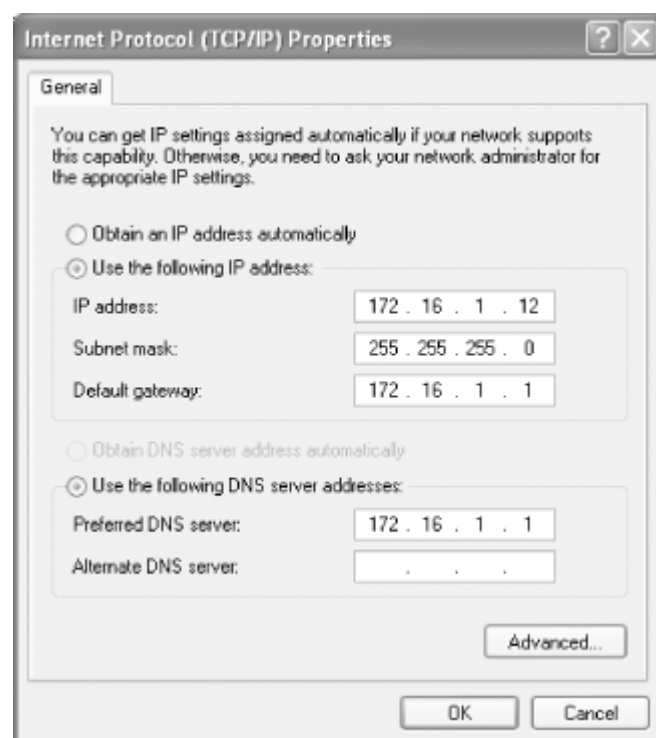 Internet Protocol (TCP/IP) Properties
General
You can get IP settings assigned automatically if your network supports
this capability. Otherwise, you need to ask your network administrator for
the appropriate IP settings.
Obtain an IP address automatically
Use the following IP address:
IP address: 172 . 16 . 1 . 12
Subnet mask: 255 . 255 . 255 . 0
Default gateway: 172 . 16 . 1 . 1
Obtain DNS server address automatically
Use the following DNS server addresses:
Preferred DNS server: 172 . 16 . 1 . 1
Alternate DNS server: . . .
Advanced...
OK Cancel